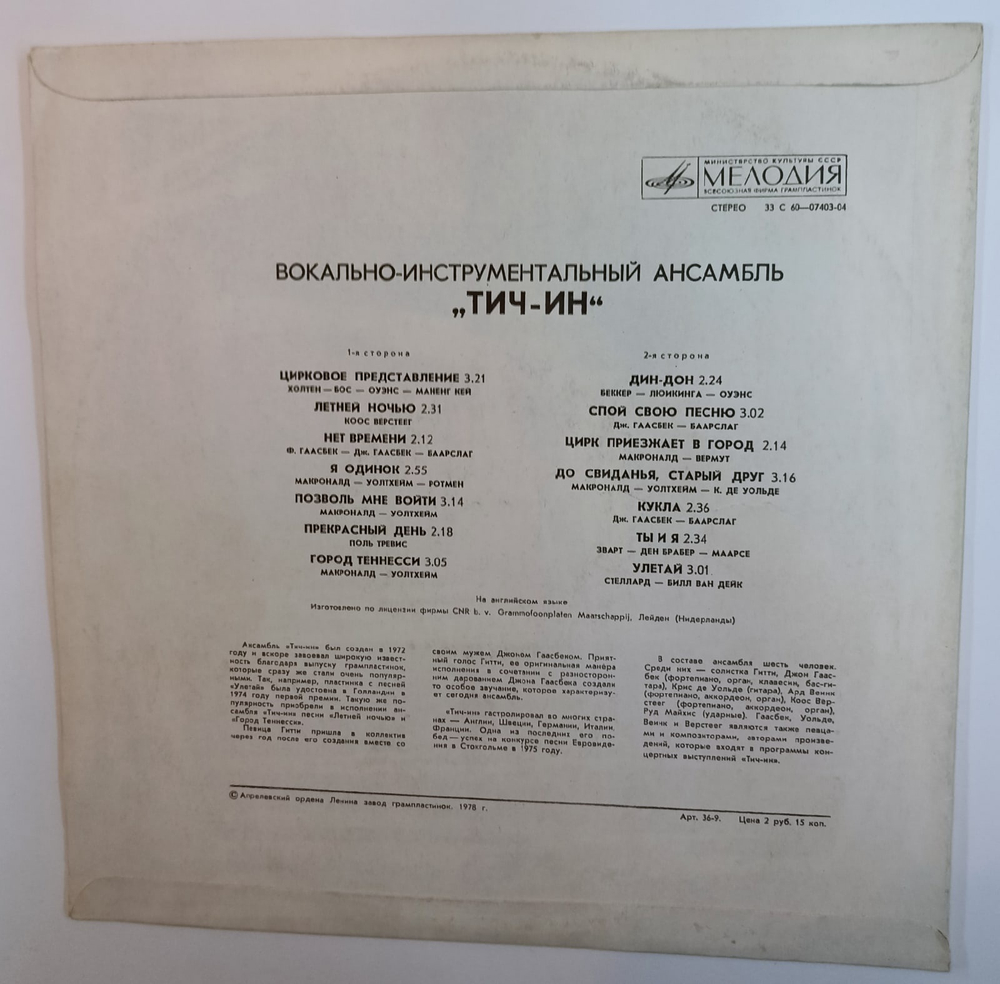 МИНИСТЕРСТВО КУЛЬТУРЫ СССР
МЕЛОДИЯ
ВСЕСОЮЗНАЯ ФИРМА ГРАМПЛАСТИНОК
СТЕРЕО 33 С 60—07403-04
ВОКАЛЬНО-ИНСТРУМЕНТАЛЬНЫЙ АНСАМБЛЬ
„ТИЧ-ИН“
1-я сторона
ЦИРКОВОЕ ПРЕДСТАВЛЕНИЕ 3.21
ХОЛТЕН — БОС — ОУЭНС — МАКЕНГ КЕЙ
ЛЕТНЕЙ НОЧЬЮ 2.31
КООС ВЕРСТЕЕГ
НЕТ ВРЕМЕНИ 2.12
Ф. ГААСБЕК — Дж. ГААСБЕК — БААРСЛАГ
Я ОДИНОК 2.55
МАКРОНАЛД — УОЛТХЕЙМ — РОТМЕН
ПОЗВОЛЬ МНЕ ВОЙТИ 3.14
МАКРОНАЛД — УОЛТХЕЙМ
ПРЕКРАСНЫЙ ДЕНЬ 2.18
ПОЛЬ ТРЕВИС
ГОРОД ТЕННЕССИ 3.05
МАКРОНАЛД — УОЛТХЕЙМ
2-я сторона
ДИН-ДОН 2.24
БЕККЕР — ЛЮИКИНГА — ОУЭНС
СПОЙ СВОЮ ПЕСНЮ 3.02
Дж. ГААСБЕК — БААРСЛАГ
ЦИРК ПРИЕЗЖАЕТ В ГОРОД 2.14
МАКРОНАЛД — ВЕРМУТ
ДО СВИДАНЬЯ, СТАРЫЙ ДРУГ 3.16
МАКРОНАЛД — УОЛТХЕЙМ — К. ДЕ УОЛЬДЕ
КУКЛА 2.36
Дж. ГААСБЕК — БААРСЛАГ
ТЫ И Я 2.34
ЗВАРТ — ДЕН БРАБЕР — МААРСЕ
УЛЕТАЙ 3.01
СТЕЛЛАРД — БИЛЛ ВАН ДЕЙК
На английском языке
Изготовлено по лицензии фирмы CNR b. v. Grammofoonplaten Maatschappij, Лейден (Нидерланды)
Ансамбль «Тич-ин» был создан в 1972
году и вскоре завоевал широкую извест-
ность благодаря выпуску грампластинок,
которые сразу же стали очень популяр-
ными. Так, например, пластинка с песней
«Улетай» была удостоена в Голландии в
1974 году первой премии. Такую же по-
пулярность приобрели в исполнении ан-
самбля «Тич-ин» песни «Летней ночью» и
«Город Теннесси».
Певица Гитти пришла в коллектив
через год после его создания вместе со
своим мужем Джоном Гаасбеком. Прият-
ный голос Гитти, ее оригинальная манера
исполнения в сочетании с разносторон-
ним дарованием Джона Гаасбека создали
то особое звучание, которое характеризу-
ет сегодня ансамбль.
«Тич-ин» гастролировал во многих стра-
нах — Англии, Швеции, Германии, Италии,
Франции. Одна из последних его по-
бед — успех на конкурсе песни Евровиде-
ния в Стокгольме в 1975 году.
В составе ансамбля шесть человек.
Среди них — солистка Гитти, Джон Гаас-
бек (фортепиано, орган, клавесин, бас-ги-
тара), Крис де Уольде (гитара), Ард Веник
(фортепиано, аккордеон, орган), Коос Вер-
стеег (фортепиано, аккордеон, орган),
Руд Майхис (ударные). Гаасбек, Уольде,
Веник и Верстеег являются также певца-
ми и композиторами, авторами произве-
дений, которые входят в программы кон-
цертных выступлений «Тич-ин».
© Апрелевский ордена Ленина завод грампластинок. 1978 г.
Арт. 36-9. Цена 2 руб. 15 коп.